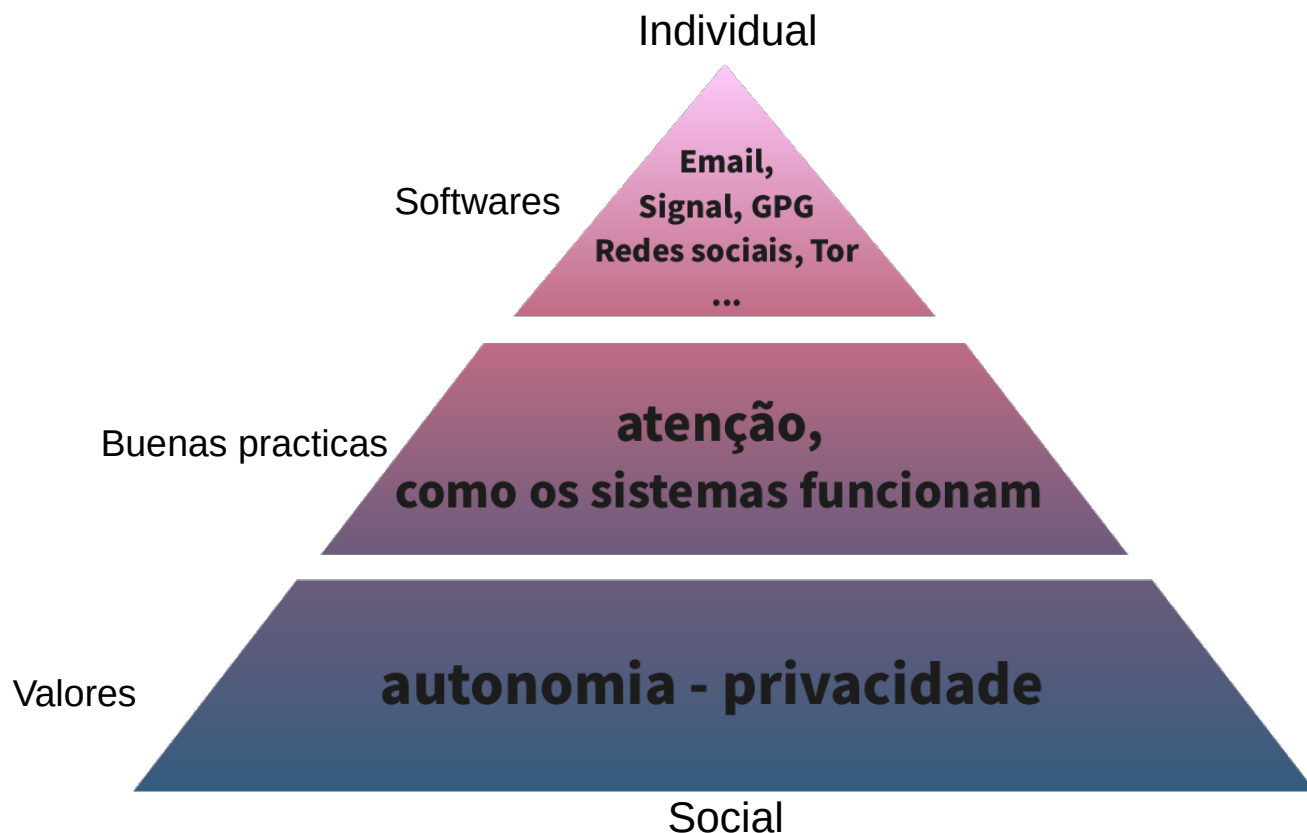 Individual
Softwares
Email,
Signal, GPG
Redes sociais, Tor
...
Buenas practicas
atenção,
como os sistemas funcionam
Valores
autonomia - privacidade
Social